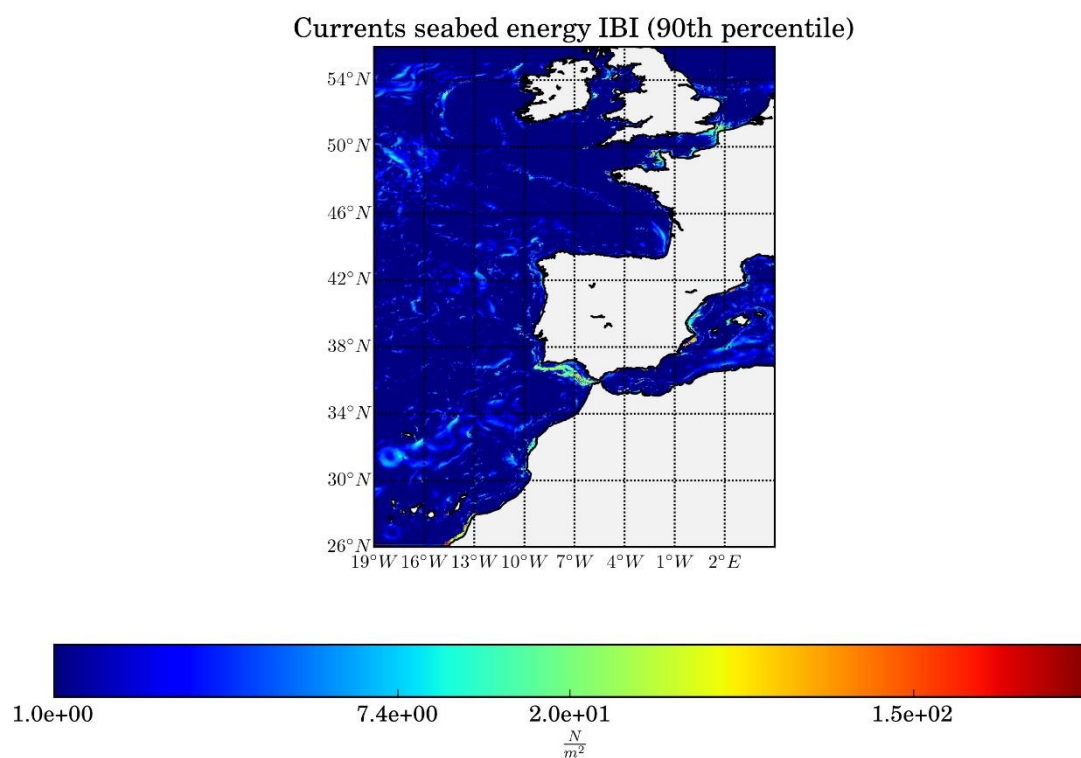 Currents seabed energy IBI (90th percentile)
54°N
50°N
46°N
42°N
38°N
34°N
30°N
26°N
19°W 16°W 13°W 10°W 7°W 4°W 1°W 2°E
1.0e+00 7.4e+00 2.0e+01 1.5e+02
N
m²